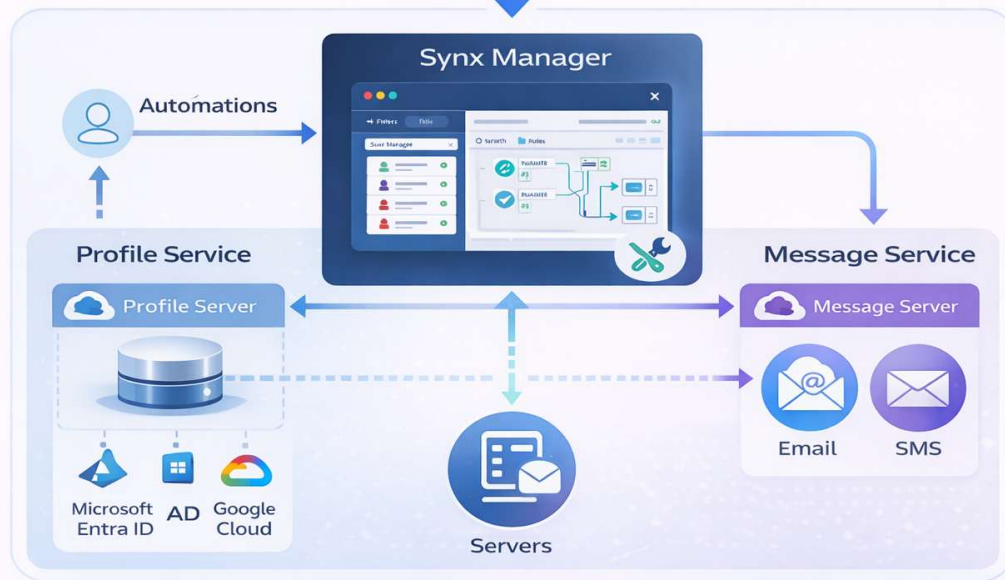 Synx Manager
Automations
Profile Service
Message Service
Profile Server
Message Server
Email
SMS
Microsoft
Entra ID
AD
Google
Cloud
Servers